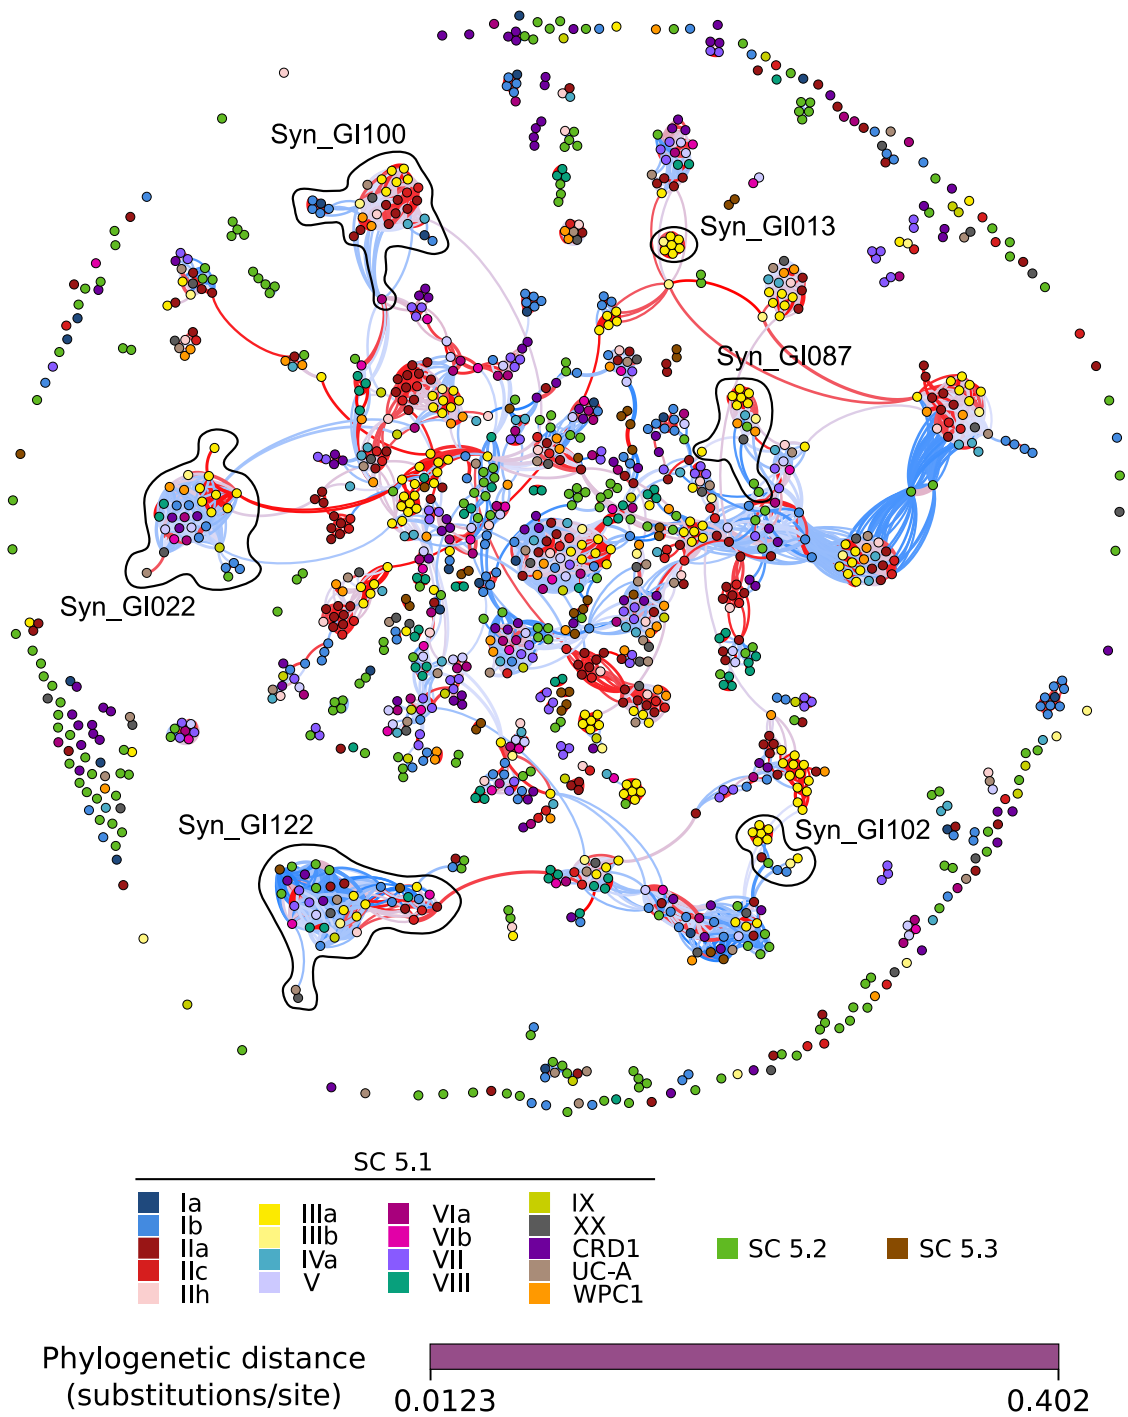 Syn_GI100
Syn_GI013
Syn_GI087
Syn_GI022
Syn_GI122
Syn_GI102
SC 5.1
Ia
Ib
IIa
IIc
IIh
IIIa
IIIb
IVa
V
VIa
VIb
VII
VIII
IX
XX
CRD1
UC-A
WPC1
SC 5.2
SC 5.3
Phylogenetic distance
(substitutions/site)
0.0123
0.402